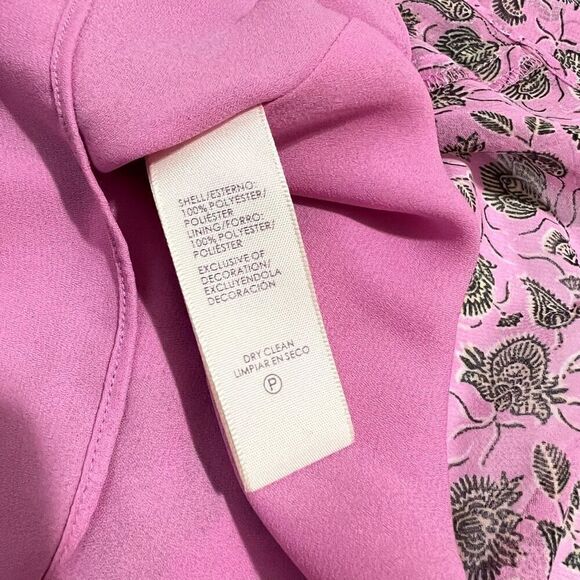 SHELL/ESTERNO:
100% POLYESTER/
POLIÉSTER
LINING/FORRO:
100% POLYESTER/
POLIÉSTER
EXCLUSIVE OF
DECORATION/
EXCLUYENDOLA
DECORACIÓN
DRY CLEAN
LIMPIAR EN SECO
P